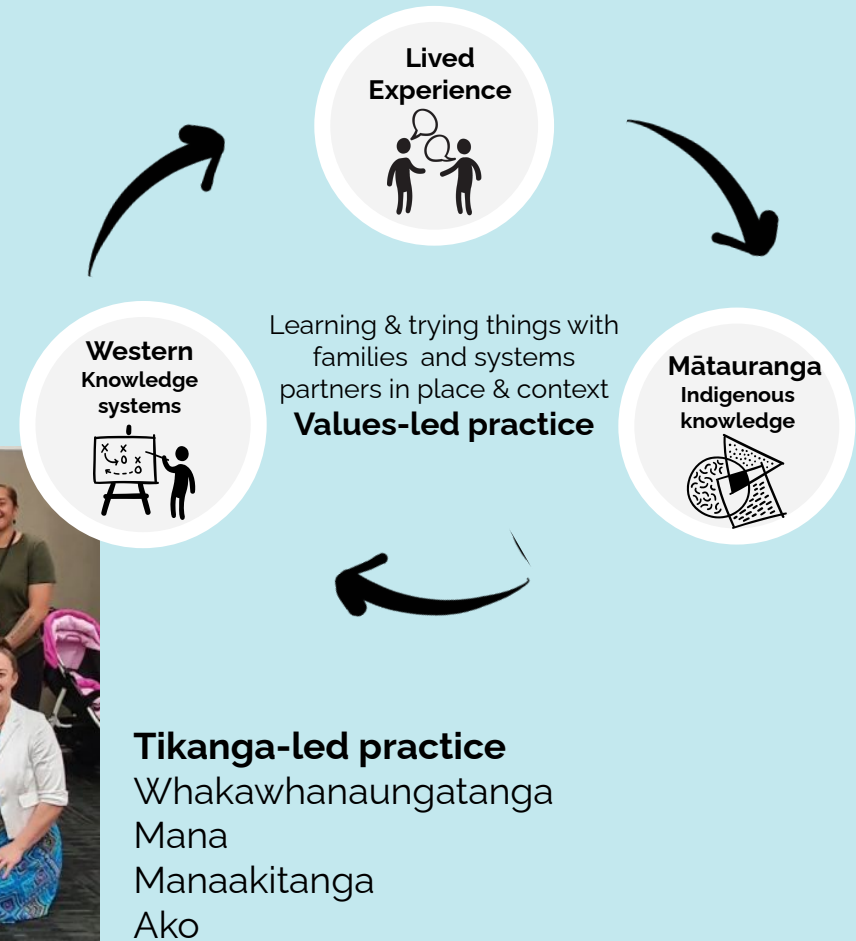 Lived
Experience
Learning & trying things with
families and systems
partners in place & context
Values-led practice
Western
Knowledge
systems
Mātauranga
Indigenous
knowledge
Tikanga-led practice
Whakawhanaungatanga
Mana
Manaakitanga
Ako